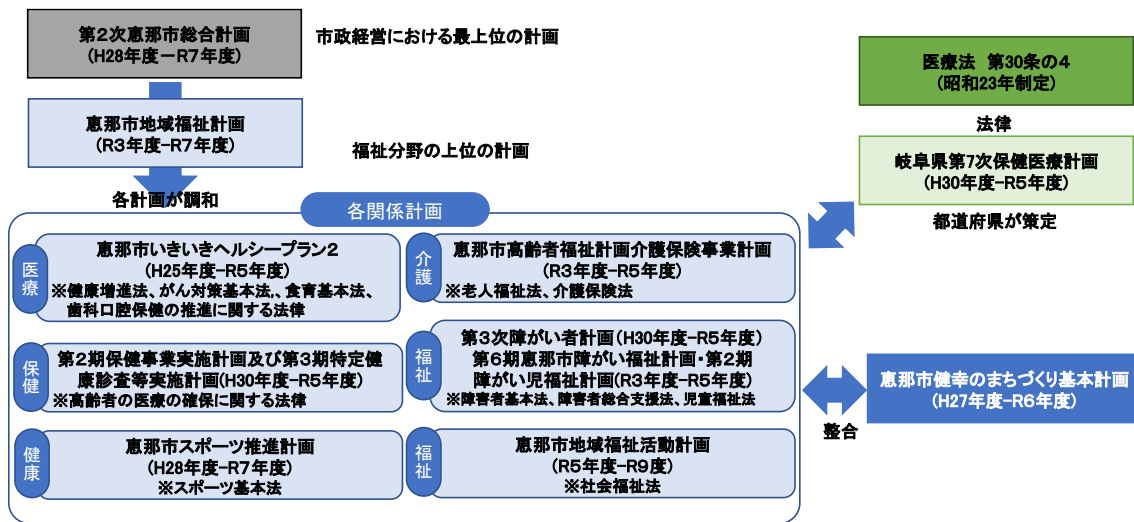 第2次恵那市総合計画
(H28年度－R7年度)
市政経営における最上位の計画
恵那市地域福祉計画
(R3年度-R7年度)
福祉分野の上位の計画
各計画が調和
医療法　第30条の4
(昭和23年制定)
法律
岐阜県第7次保健医療計画
(H30年度-R5年度)
都道府県が策定
各関係計画
医療
恵那市いきいきヘルシープラン2
(H25年度-R5年度)
※健康増進法、がん対策基本法,、食育基本法、
歯科口腔保健の推進に関する法律
介護
恵那市高齢者福祉計画介護保険事業計画
(R3年度-R5年度)
※老人福祉法、介護保険法
保健
第2期保健事業実施計画及び第3期特定健
康診査等実施計画(H30年度-R5年度)
※高齢者の医療の確保に関する法律
福祉
第3次障がい者計画(H30年度-R5年度)
第6期恵那市障がい福祉計画・第2期
障がい児福祉計画(R3年度-R5年度)
※障害者基本法、障害者総合支援法、児童福祉法
健康
恵那市スポーツ推進計画
(H28年度-R7年度)
※スポーツ基本法
福祉
恵那市地域福祉活動計画
(R5年度-R9度)
※社会福祉法
整合
恵那市健幸のまちづくり基本計画
(H27年度-R6年度)